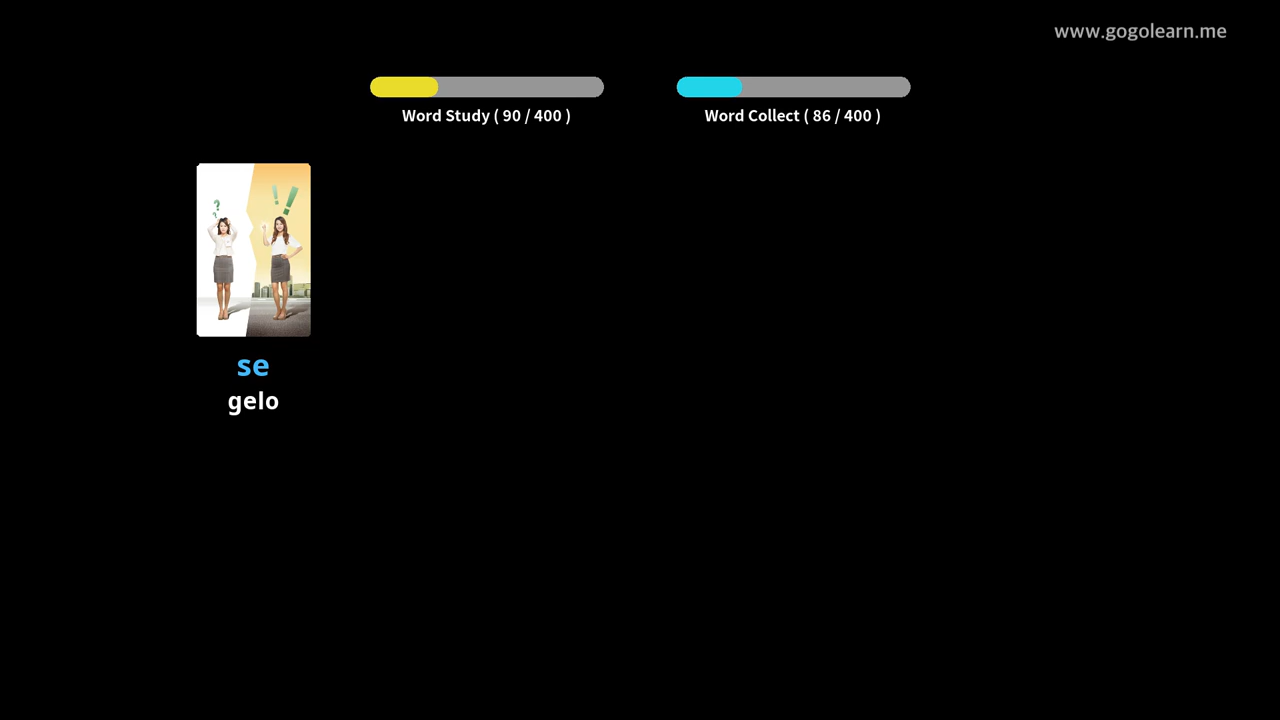 www.gogolearn.me
Word Study ( 90 / 400 )
Word Collect ( 86 / 400 )
? ?
! !
se
gelo